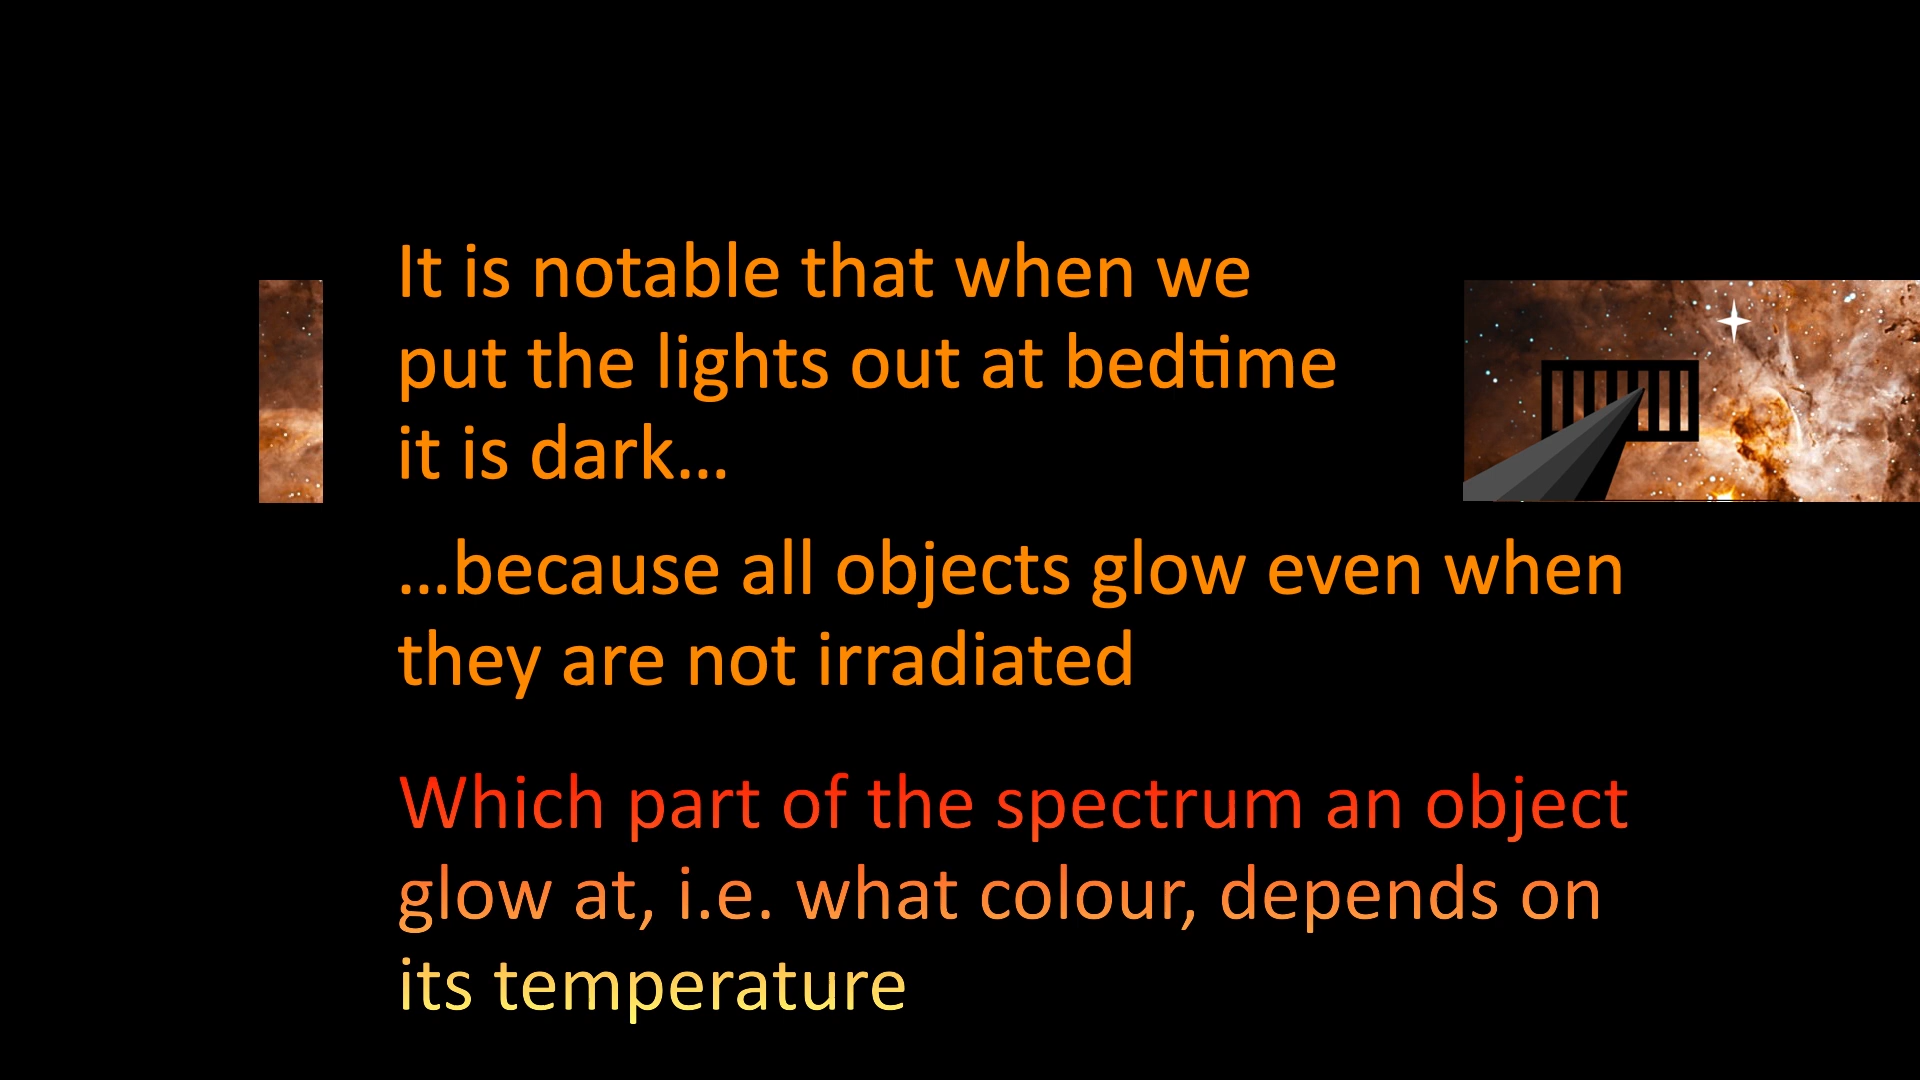 It is notable that when we
put the lights out at bedtime
it is dark…
…because all objects glow even when
they are not irradiated
Which part of the spectrum an object
glow at, i.e. what colour, depends on
its temperature